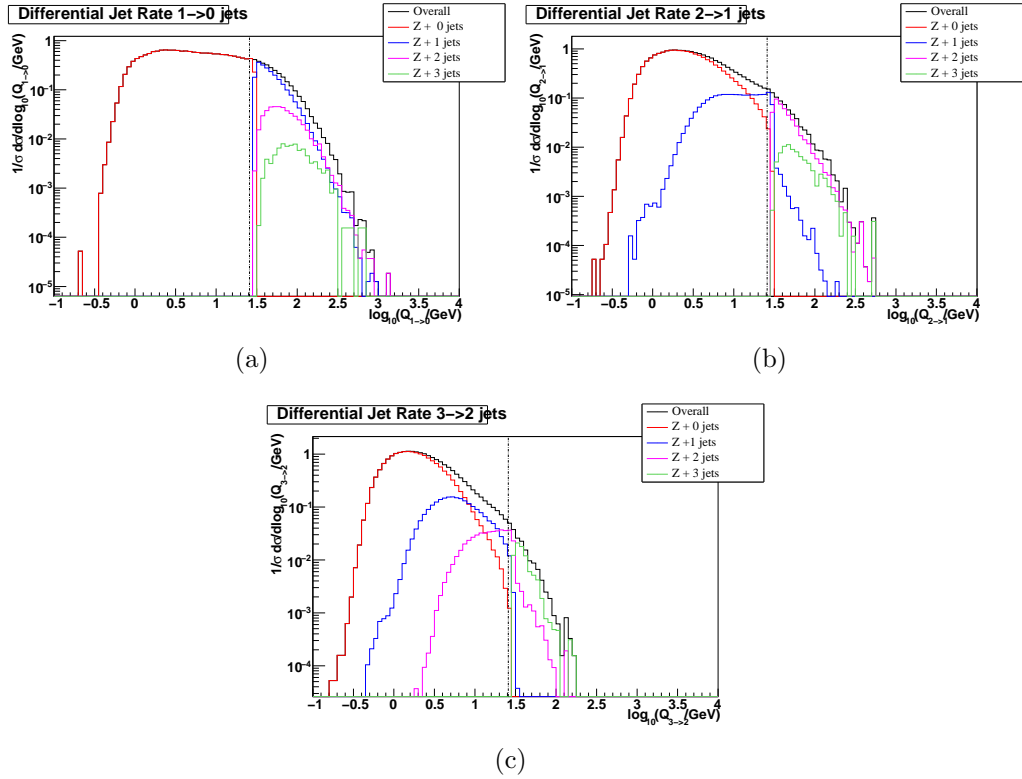 Differential Jet Rate 1->0 jets
Overall
Z + 0 jets
Z + 1 jets
Z + 2 jets
Z + 3 jets
1/σ dσ/dlog10(Q1->0/GeV)
1
10^-1
10^-2
10^-3
10^-4
10^-5
-1 -0.5 0 0.5 1 1.5 2 2.5 3 3.5 4
log10(Q1->0/GeV)
(a)
Differential Jet Rate 2->1 jets
Overall
Z + 0 jets
Z + 1 jets
Z + 2 jets
Z + 3 jets
1/σ dσ/dlog10(Q2->1/GeV)
1
10^-1
10^-2
10^-3
10^-4
10^-5
-1 -0.5 0 0.5 1 1.5 2 2.5 3 3.5 4
log10(Q2->1/GeV)
(b)
Differential Jet Rate 3->2 jets
Overall
Z + 0 jets
Z +1 jets
Z + 2 jets
Z + 3 jets
1/σ dσ/dlog10(Q3->2/GeV)
1
10^-1
10^-2
10^-3
10^-4
-1 -0.5 0 0.5 1 1.5 2 2.5 3 3.5 4
log10(Q3->2/GeV)
(c)